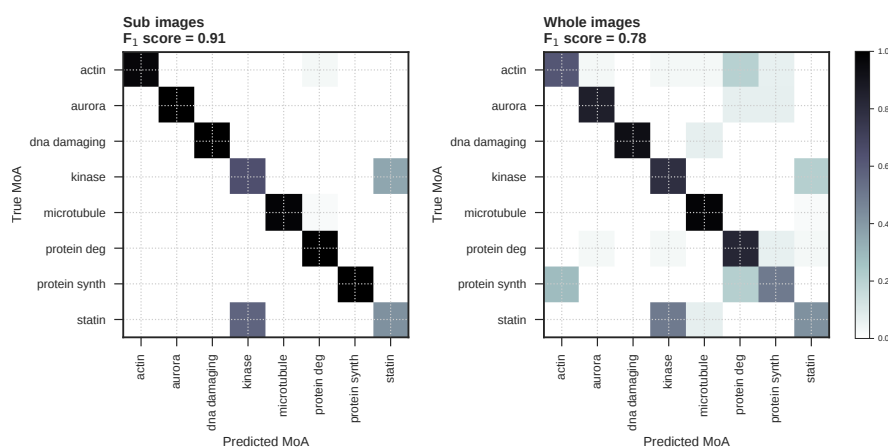 Sub images
F1 score = 0.91
actin
aurora
dna damaging
kinase
microtubule
protein deg
protein synth
statin
True MoA
actin
aurora
dna damaging
kinase
microtubule
protein deg
protein synth
statin
Predicted MoA
Whole images
F1 score = 0.78
actin
aurora
dna damaging
kinase
microtubule
protein deg
protein synth
statin
True MoA
actin
aurora
dna damaging
kinase
microtubule
protein deg
protein synth
statin
Predicted MoA
1.0
0.8
0.6
0.4
0.2
0.0